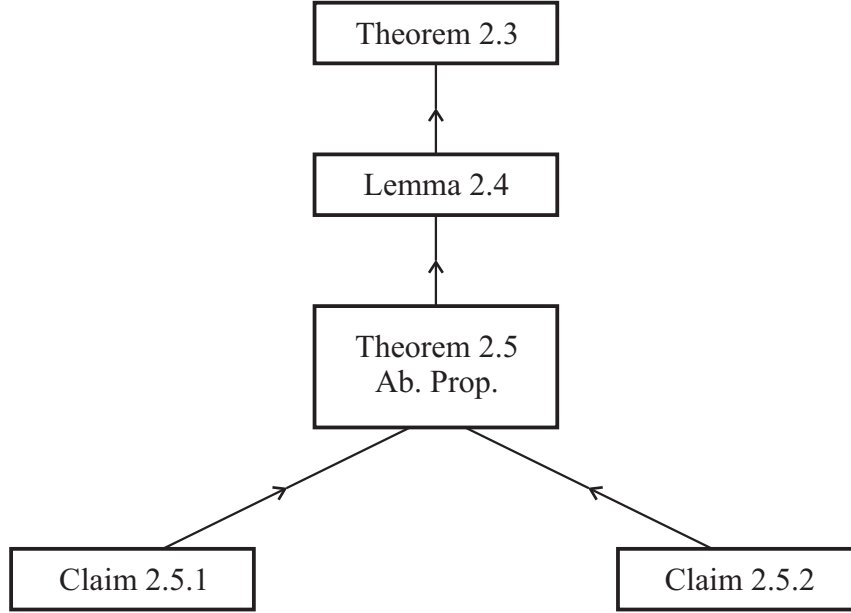 Theorem 2.3
Lemma 2.4
Theorem 2.5
Ab. Prop.
Claim 2.5.1
Claim 2.5.2